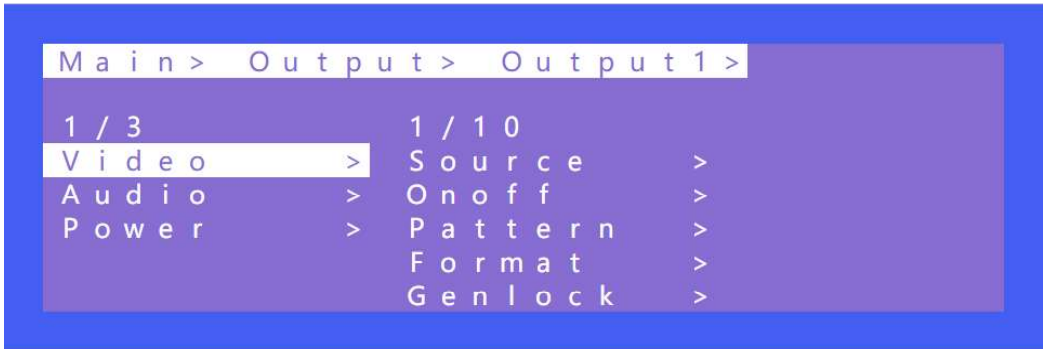 Main> Output> Output1>
1/3 1/10
Video > Source >
Audio > Onoff >
Power > Pattern >
Format >
Genlock >